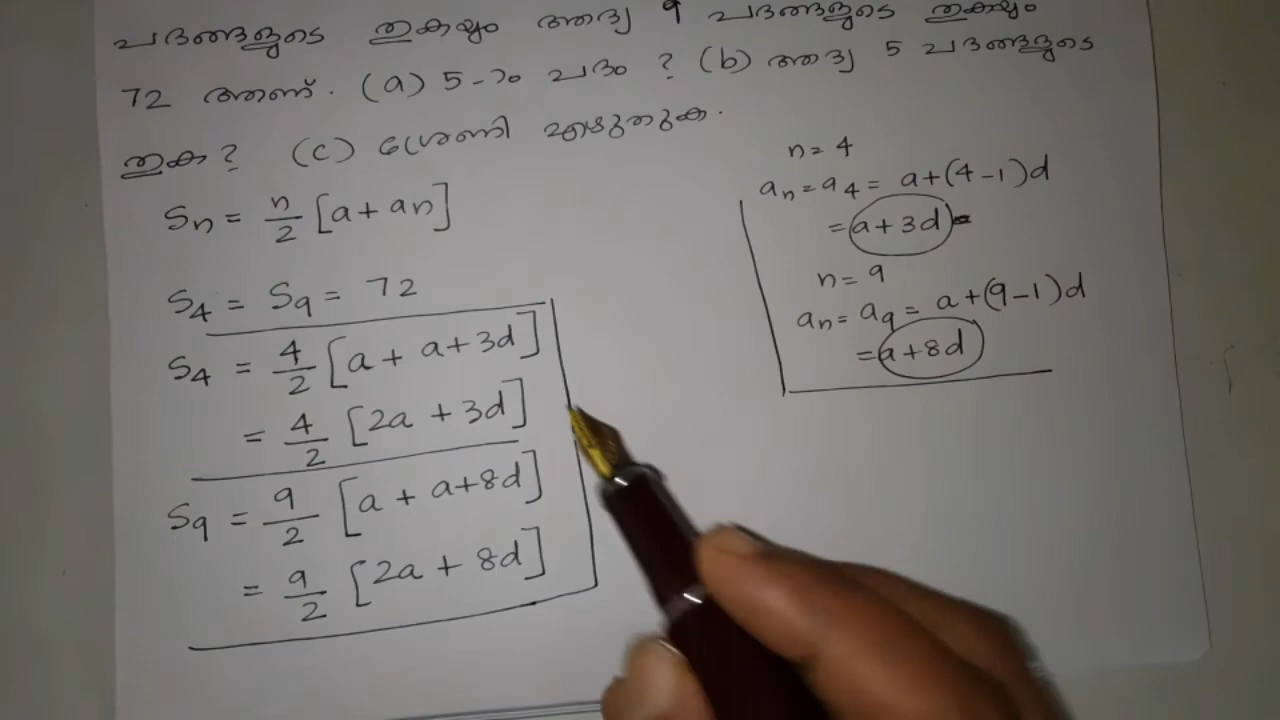 പദങ്ങളുടെ തുകയും ആദ്യ 9 പദങ്ങളുടെ തുകയും
72 ആണ്. (a) 5-ാം പദം ? (b) ആദ്യ 5 പദങ്ങളുടെ
തുക? (c) ശ്രേണി എഴുതുക.
Sn = n/2 [a + an]
S4 = S9 = 72
S4 = 4/2 [a + a+3d]
= 4/2 [2a + 3d]
S9 = 9/2 [a + a+8d]
= 9/2 [2a + 8d]
n = 4
an = a4 = a+(4-1)d
= a+3d
n = 9
an = a9 = a+(9-1)d
= a+8d